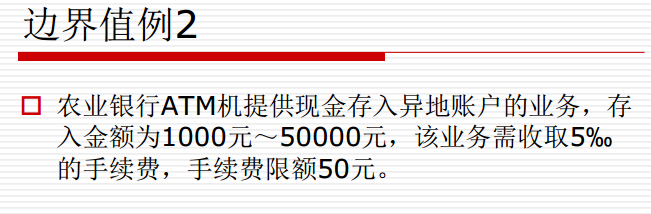 边界值例2
农业银行ATM机提供现金存入异地账户的业务，存
入金额为1000元～50000元，该业务需收取5‰
的手续费，手续费限额50元。